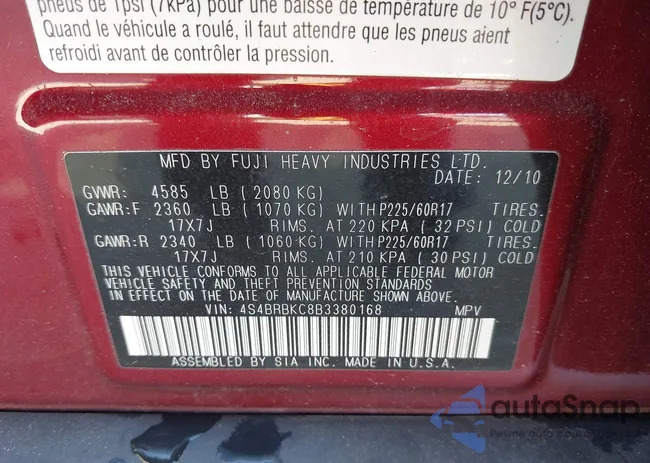 pneus de 1psi (7kPa) pour une baisse de température de 10° F(5°C).
Quand le véhicule a roulé, il faut attendre que les pneus aient
refroidi avant de contrôler la pression.
MFD BY FUJI HEAVY INDUSTRIES LTD.
DATE: 12/10
GVWR: 4585 LB (2080 KG)
GAWR:F 2360 LB (1070 KG) WITH P225/60R17 TIRES.
17X7J RIMS. AT 220 KPA (32 PSI) COLD
GAWR:R 2340 LB (1060 KG) WITH P225/60R17 TIRES.
17X7J RIMS. AT 210 KPA (30 PSI) COLD
THIS VEHICLE CONFORMS TO ALL APPLICABLE FEDERAL MOTOR
VEHICLE SAFETY AND THEFT PREVENTION STANDARDS
IN EFFECT ON THE DATE OF MANUFACTURE SHOWN ABOVE.
VIN: 4S4BRBKC8B3380168 MPV
ASSEMBLED BY SIA INC. MADE IN U.S.A.
autaSnap
Pewne auto